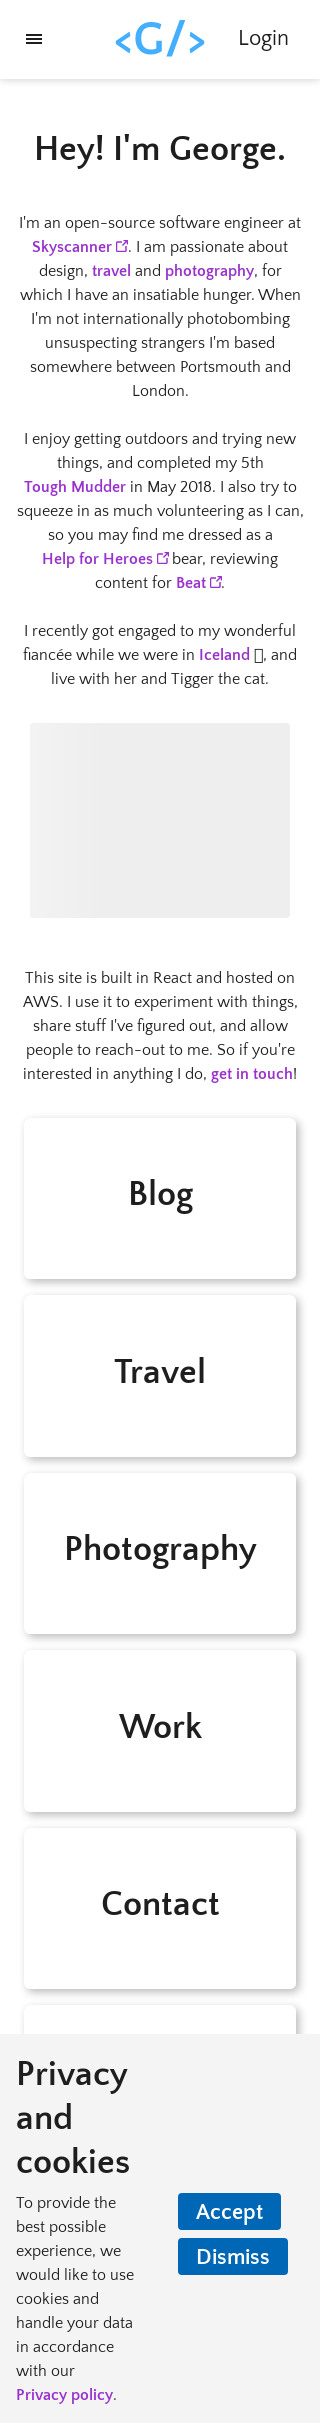 <G/>
Login
Hey! I'm George.
I'm an open-source software engineer at
Skyscanner. I am passionate about
design, travel and photography, for
which I have an insatiable hunger. When
I'm not internationally photobombing
unsuspecting strangers I'm based
somewhere between Portsmouth and
London.
I enjoy getting outdoors and trying new
things, and completed my 5th
Tough Mudder in May 2018. I also try to
squeeze in as much volunteering as I can,
so you may find me dressed as a
Help for Heroes bear, reviewing
content for Beat.
I recently got engaged to my wonderful
fiancée while we were in Iceland , and
live with her and Tigger the cat.
This site is built in React and hosted on
AWS. I use it to experiment with things,
share stuff I've figured out, and allow
people to reach-out to me. So if you're
interested in anything I do, get in touch!
Blog
Travel
Photography
Work
Contact
Privacy
and
cookies
To provide the
best possible
experience, we
would like to use
cookies and
handle your data
in accordance
with our
Privacy policy.
Accept
Dismiss